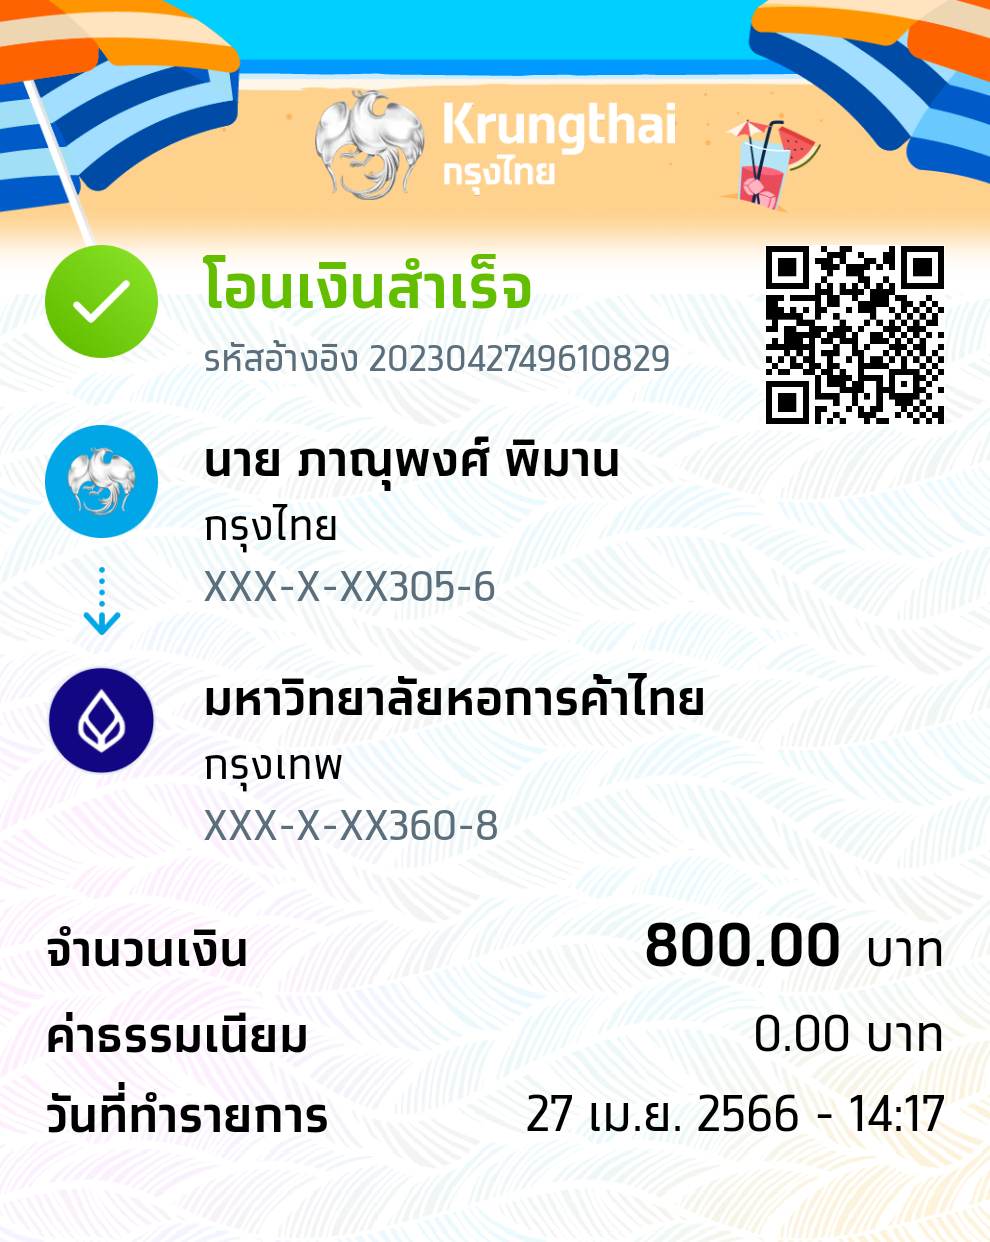 Krungthai
กรุงไทย
โอนเงินสำเร็จ
รหัสอ้างอิง 2023042749610829
นาย ภาณุพงศ์ พิมาน
กรุงไทย
XXX-X-XX305-6
มหาวิทยาลัยหอการค้าไทย
กรุงเทพ
XXX-X-XX360-8
จำนวนเงิน 800.00 บาท
ค่าธรรมเนียม 0.00 บาท
วันที่ทำรายการ 27 เม.ย. 2566 - 14:17